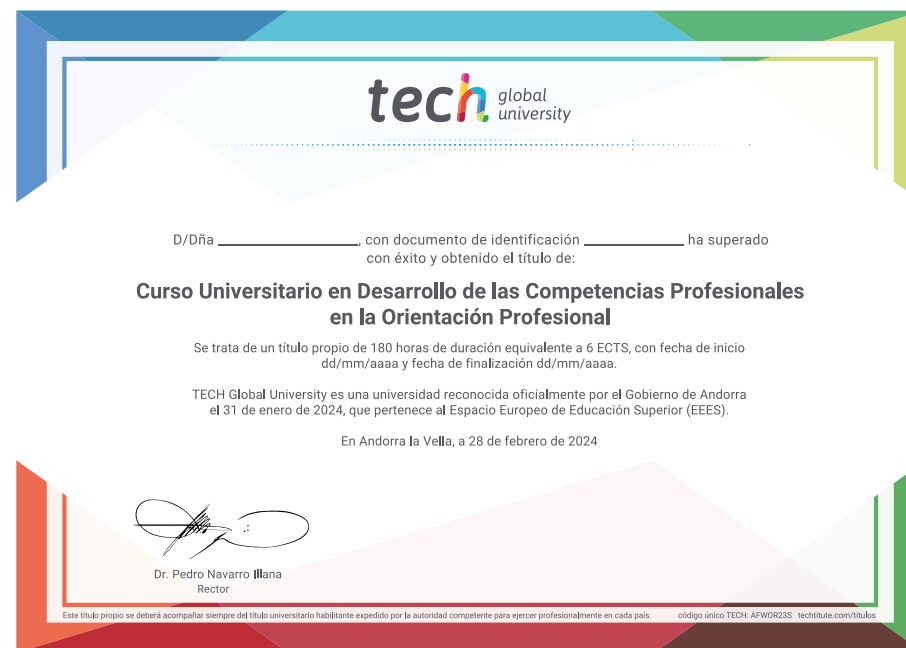 tech global university
D/Dña ____________________, con documento de identificación ______________ ha superado
con éxito y obtenido el título de:
Curso Universitario en Desarrollo de las Competencias Profesionales
en la Orientación Profesional
Se trata de un título propio de 180 horas de duración equivalente a 6 ECTS, con fecha de inicio
dd/mm/aaaa y fecha de finalización dd/mm/aaaa.
TECH Global University es una universidad reconocida oficialmente por el Gobierno de Andorra
el 31 de enero de 2024, que pertenece al Espacio Europeo de Educación Superior (EEES).
En Andorra la Vella, a 28 de febrero de 2024
Dr. Pedro Navarro Illana
Rector
Este título propio se deberá acompañar siempre del título universitario habilitante expedido por la autoridad competente para ejercer profesionalmente en cada país. código único TECH: AFWOR23S techtitute.com/titulos